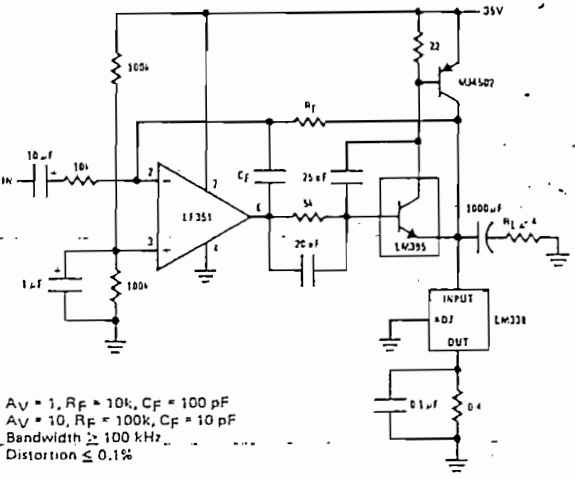 35V
22
100k
MJ4502
RF
10 µF
+
10k
IN
2
-
7
CF
25 pF
LF351
6
5k
1000µF
RL = 4
3
+
4
20 pF
LM395
+
1 µF
100k
INPUT
ADJ
LM338
OUT
0.1 µF
0.4
AV = 1, RF = 10k, CF = 100 pF
AV = 10, RF = 100k, CF = 10 pF
Bandwidth ≥ 100 kHz
Distortion ≤ 0.1%